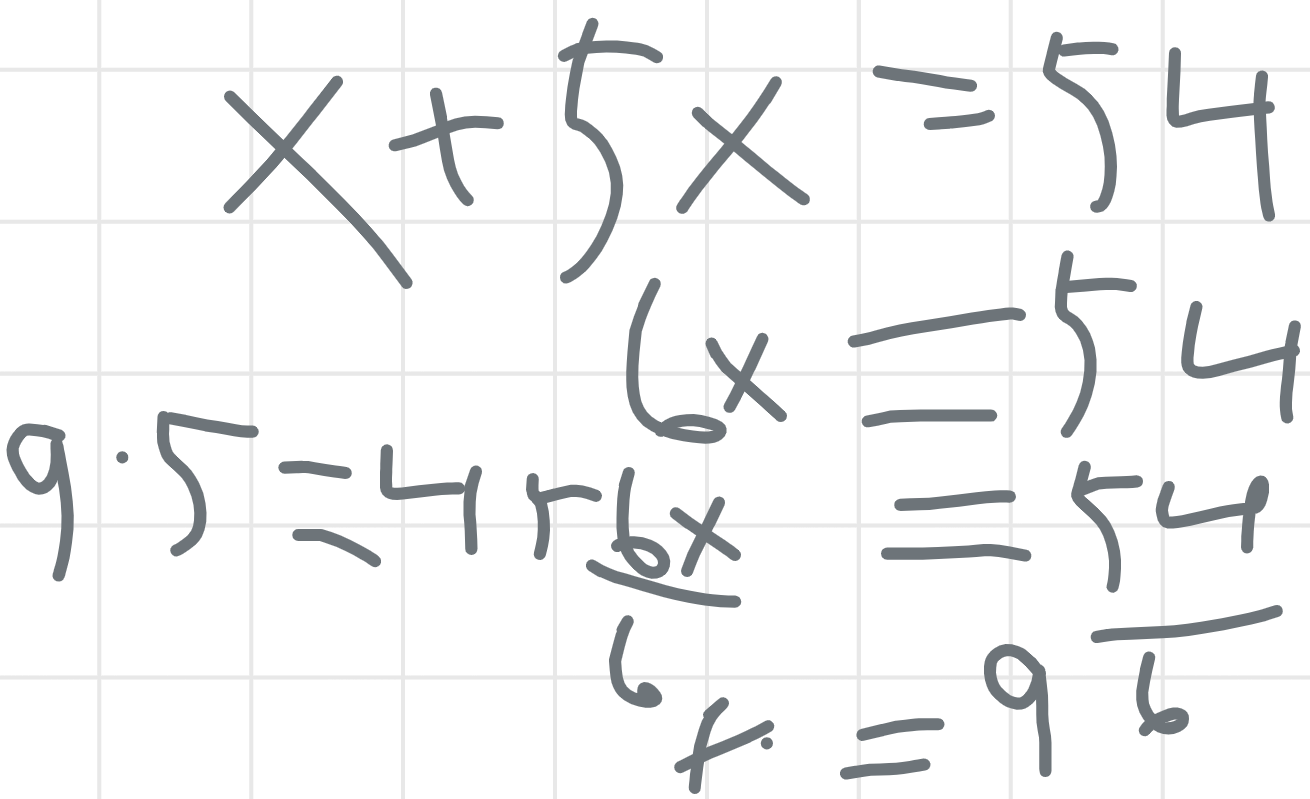 x + 5x = 54
6x = 54
9 · 5 = 45
6x/6 = 54/6
x = 9